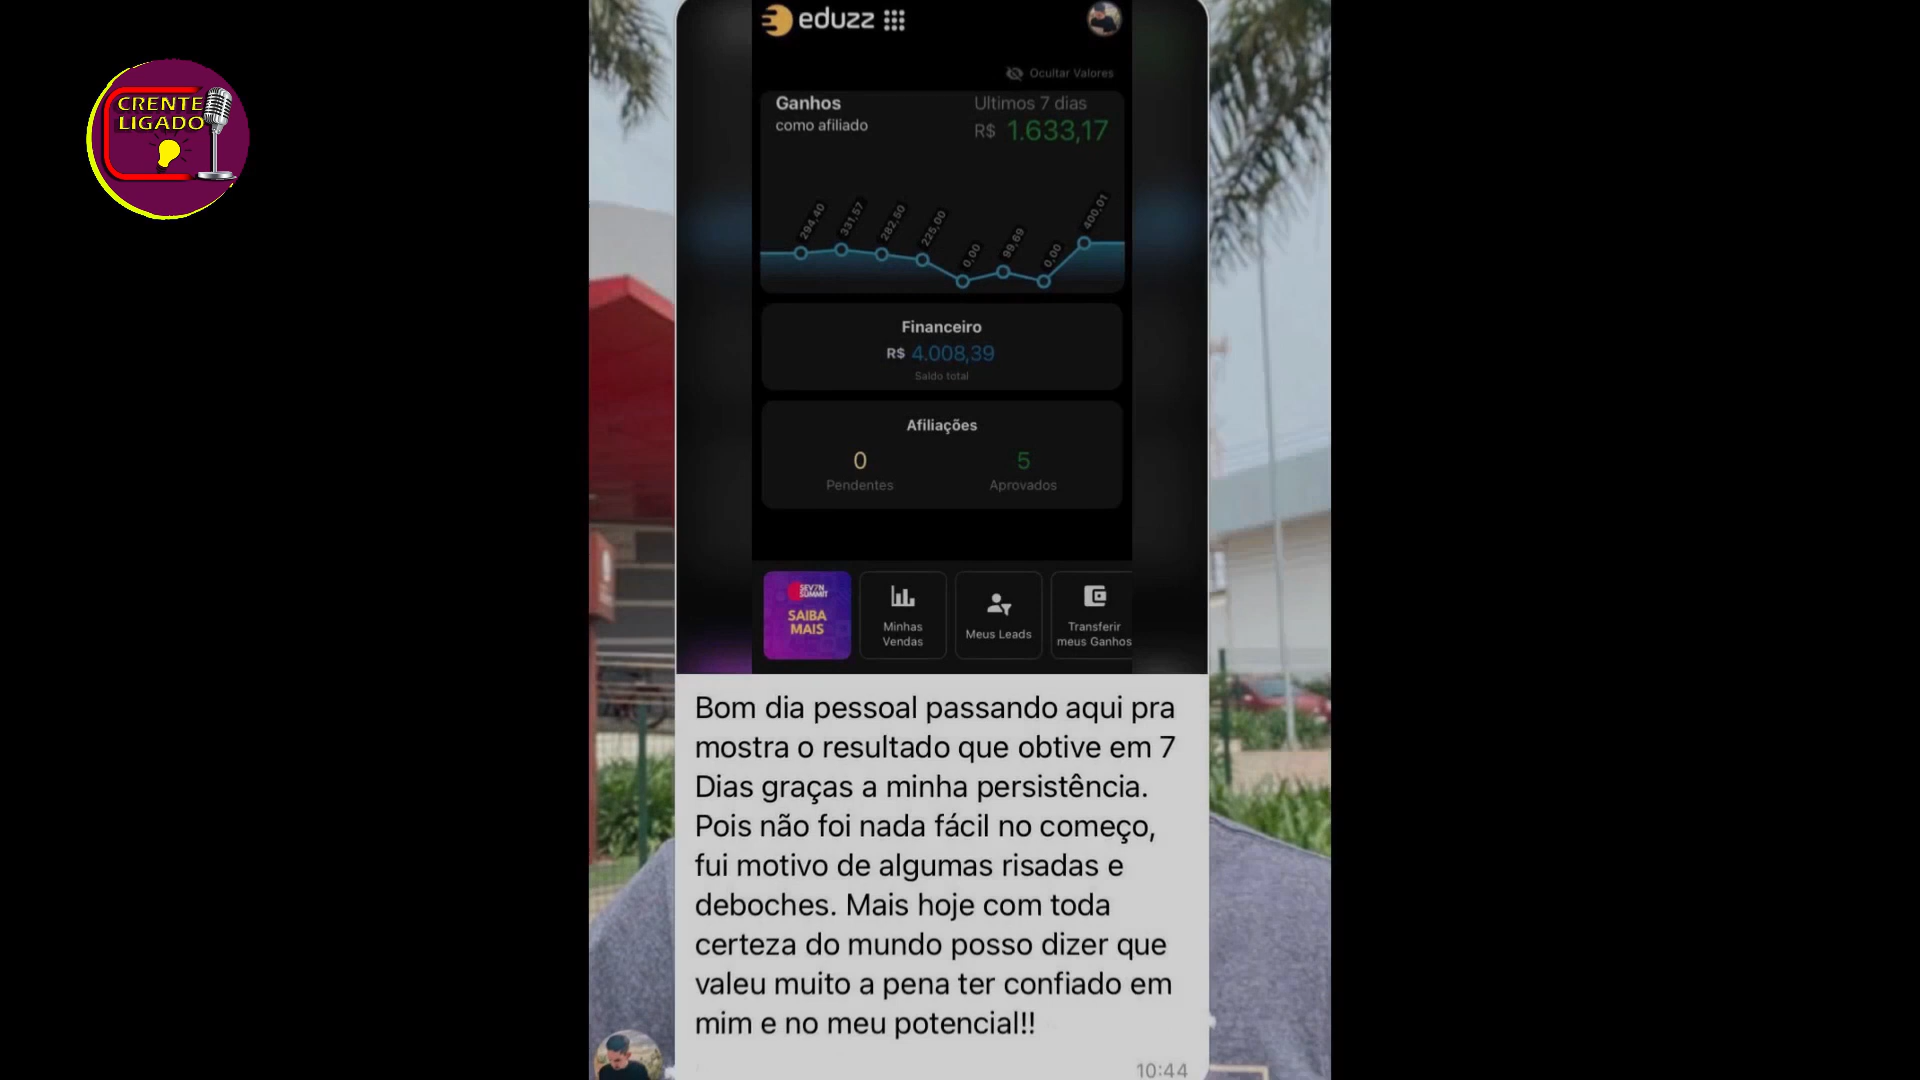 CRENTE
LIGADO
eduzz
Ocultar Valores
Ganhos
como afiliado
Ultimos 7 dias
R$ 1.633,17
294,40
331,57
282,50
225,00
0,00
99,69
0,00
400,01
Financeiro
R$ 4.008,39
Saldo total
Afiliações
0
Pendentes
5
Aprovados
SEV7N
SUMMIT
SAIBA
MAIS
Minhas
Vendas
Meus Leads
Transferir
meus Ganhos
Bom dia pessoal passando aqui pra
mostra o resultado que obtive em 7
Dias graças a minha persistência.
Pois não foi nada fácil no começo,
fui motivo de algumas risadas e
deboches. Mais hoje com toda
certeza do mundo posso dizer que
valeu muito a pena ter confiado em
mim e no meu potencial!!
10:44